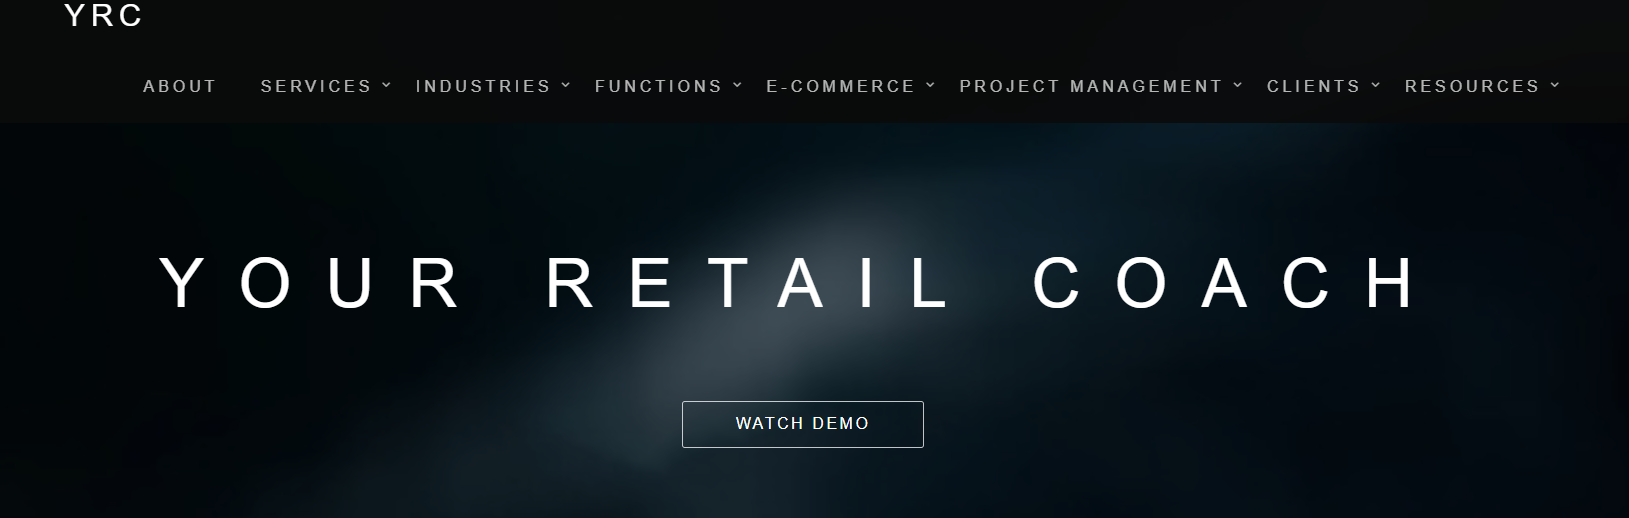 YRC
ABOUT SERVICES INDUSTRIES FUNCTIONS E-COMMERCE PROJECT MANAGEMENT CLIENTS RESOURCES
YOUR RETAIL COACH
WATCH DEMO